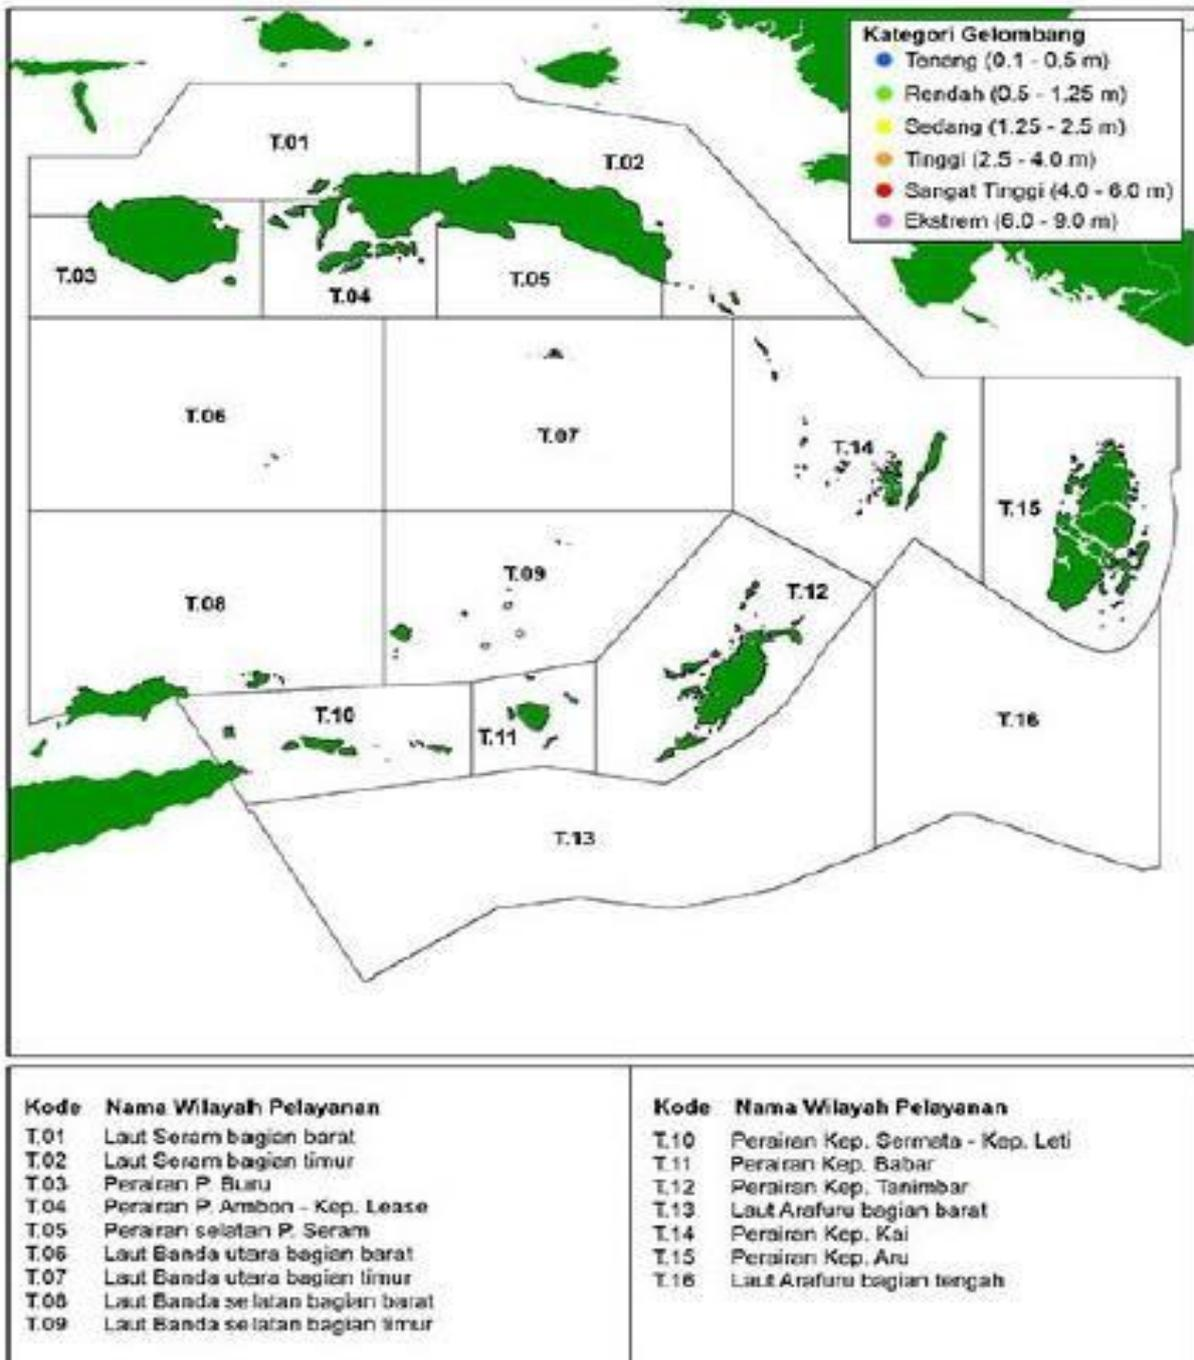 Kategori Gelombang
Tenang (0.1 - 0.5 m)
Rendah (0.5 - 1.25 m)
Sedang (1.25 - 2.5 m)
Tinggi (2.5 - 4.0 m)
Sangat Tinggi (4.0 - 6.0 m)
Ekstrem (6.0 - 9.0 m)
T.01
T.02
T.03
T.04
T.05
T.06
T.07
T.14
T.15
T.08
T.09
T.12
T.10
T.11
T.16
T.13
Kode Nama Wilayah Pelayanan
T.01 Laut Seram bagian barat
T.02 Laut Seram bagian timur
T.03 Perairan P. Buru
T.04 Perairan P. Ambon - Kep. Lease
T.05 Perairan selatan P. Seram
T.06 Laut Banda utara bagian barat
T.07 Laut Banda utara bagian timur
T.08 Laut Banda selatan bagian barat
T.09 Laut Banda selatan bagian timur
Kode Nama Wilayah Pelayanan
T.10 Perairan Kep. Sermata - Kep. Leti
T.11 Perairan Kep. Babar
T.12 Perairan Kep. Tanimbar
T.13 Laut Arafuru bagian barat
T.14 Perairan Kep. Kai
T.15 Perairan Kep. Aru
T.16 Laut Arafuru bagian tengah